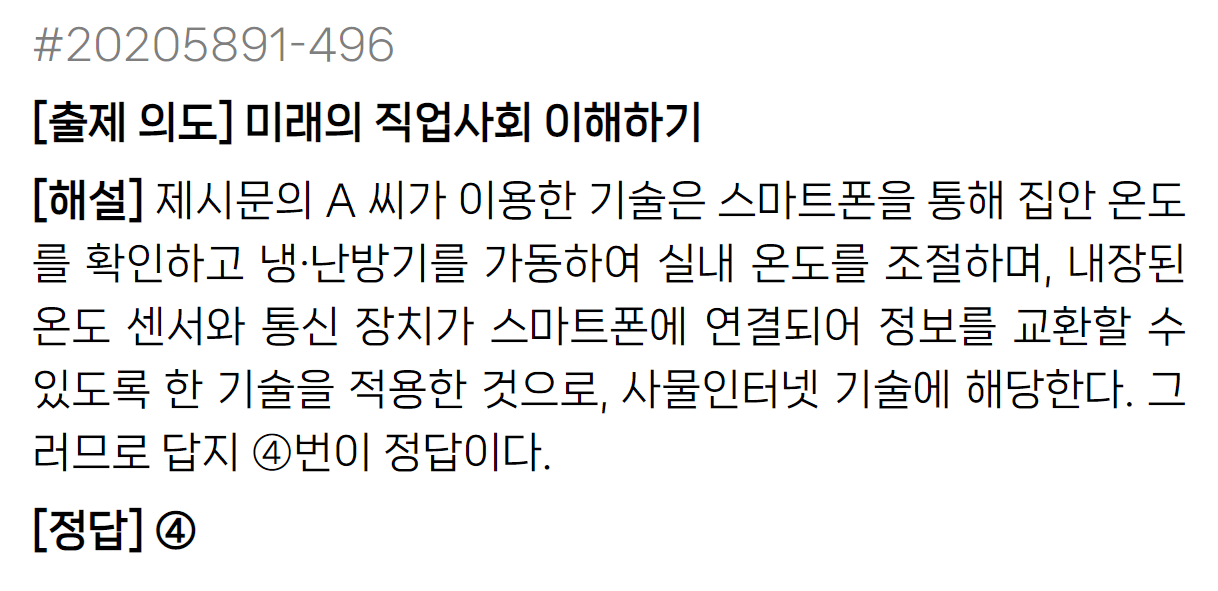 #20205891-496
[출제 의도] 미래의 직업사회 이해하기
[해설] 제시문의 A 씨가 이용한 기술은 스마트폰을 통해 집안 온도
를 확인하고 냉·난방기를 가동하여 실내 온도를 조절하며, 내장된
온도 센서와 통신 장치가 스마트폰에 연결되어 정보를 교환할 수
있도록 한 기술을 적용한 것으로, 사물인터넷 기술에 해당한다. 그
러므로 답지 ④번이 정답이다.
[정답] ④